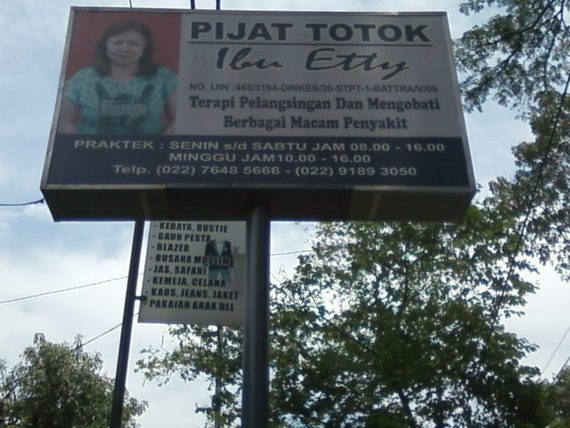 PIJAT TOTOK
Ibu Etty
NO. IJIN :445/3194-DINKES/36-STPT-1-BATTRA/V/09
Terapi Pelangsingan Dan Mengobati
Berbagai Macam Penyakit
PRAKTEK : SENIN s/d SABTU JAM 08.00 - 16.00
MINGGU JAM10.00 - 16.00
Telp. (022) 7648 5666 - (022) 9189 3050
- KEBAYA, BUSTIE
- GAUN PESTA
- BLAZER
- BUSANA MUSLIM
- JAS, SAFARI
- KEMEJA, CELANA
- KAOS, JEANS, JAKET
PAKAIAN ANAK DLL